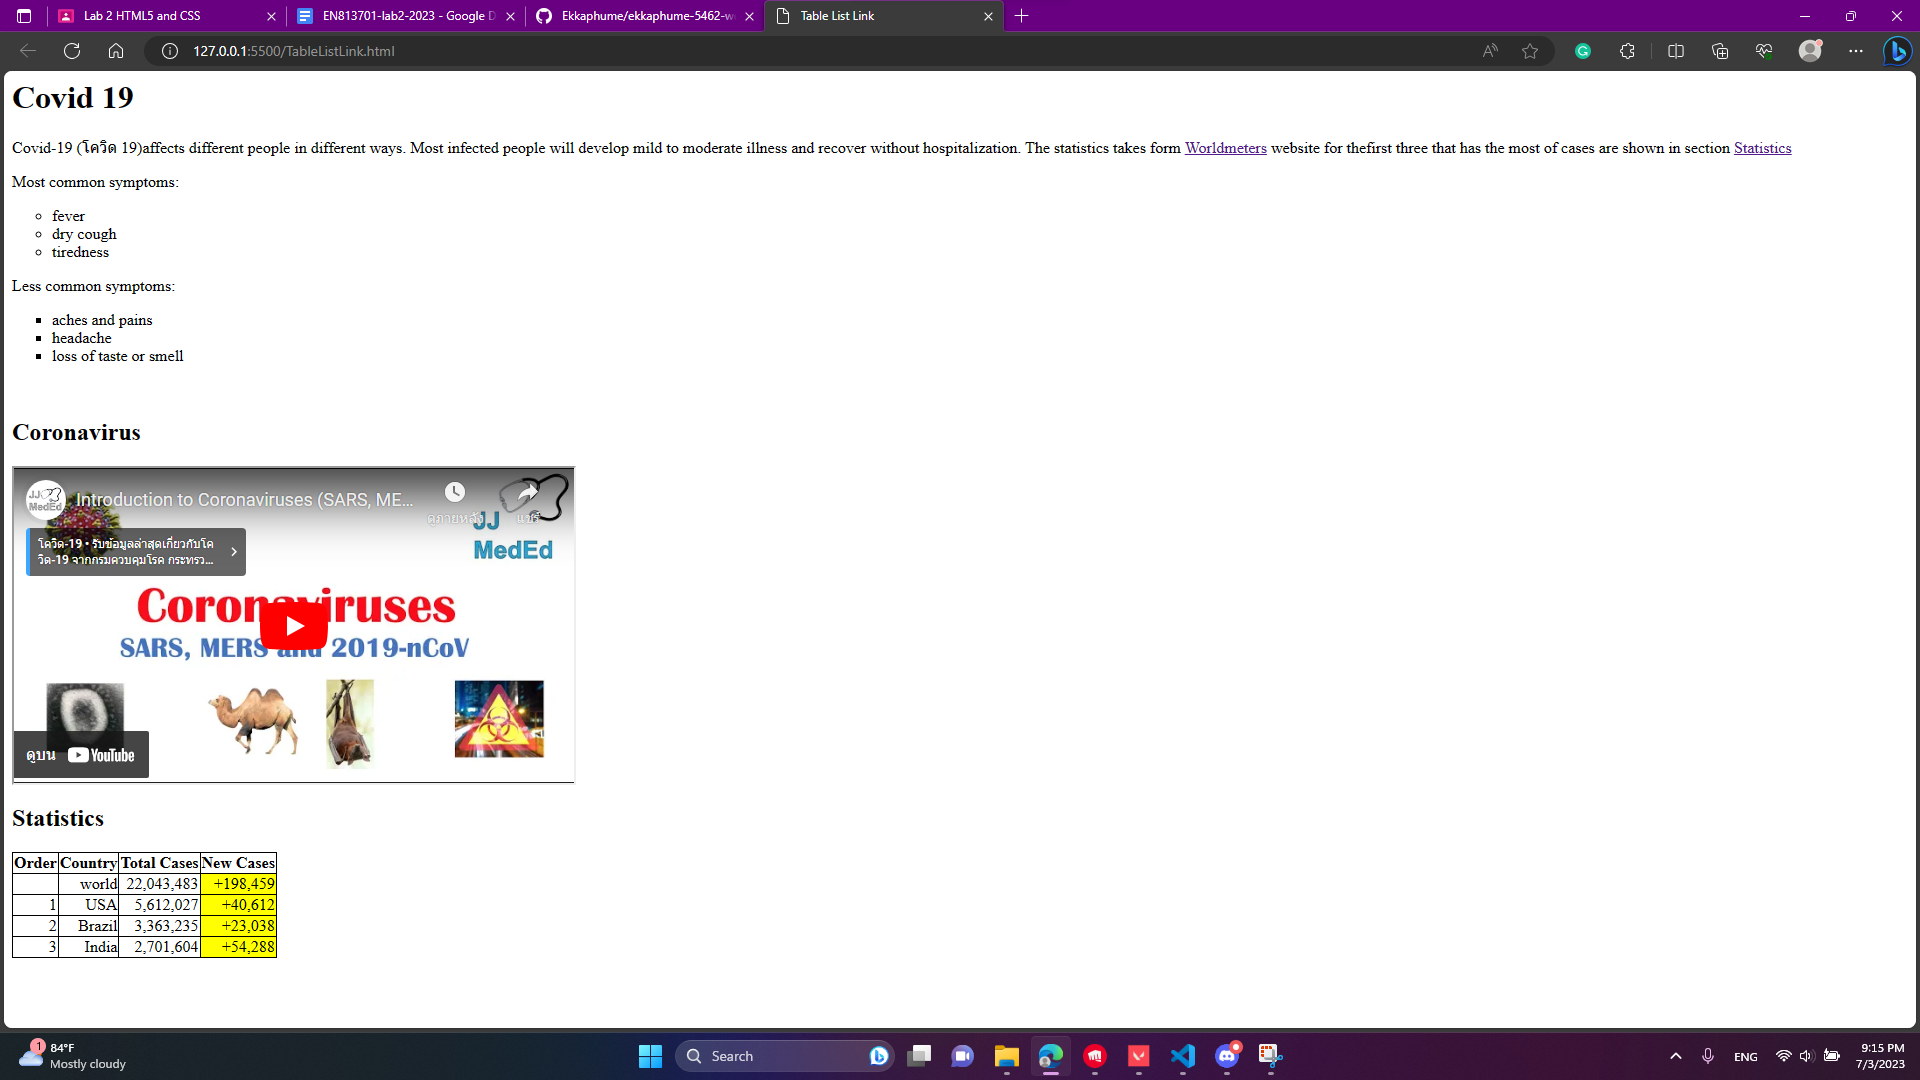 Lab 2 HTML5 and CSS
EN813701-lab2-2023 - Google D
Ekkaphume/ekkaphume-5462-w
Table List Link
127.0.0.1:5500/TableListLink.html
Covid 19
Covid-19 (โควิด 19)affects different people in different ways. Most infected people will develop mild to moderate illness and recover without hospitalization. The statistics takes form Worldmeters website for thefirst three that has the most of cases are shown in section Statistics
Most common symptoms:
fever
dry cough
tiredness
Less common symptoms:
aches and pains
headache
loss of taste or smell
Coronavirus
JJ MedEd
Introduction to Coronaviruses (SARS, ME...
ดูภายหลัง
แชร์
JJ
MedEd
โควิด-19 • รับข้อมูลล่าสุดเกี่ยวกับโค
วิด-19 จากกรมควบคุมโรค กระทรว...
Coronaviruses
SARS, MERS and 2019-nCoV
ดูบน YouTube
Statistics
Order Country Total Cases New Cases
world 22,043,483 +198,459
1 USA 5,612,027 +40,612
2 Brazil 3,363,235 +23,038
3 India 2,701,604 +54,288
1
84°F
Mostly cloudy
Search
ENG
9:15 PM
7/3/2023